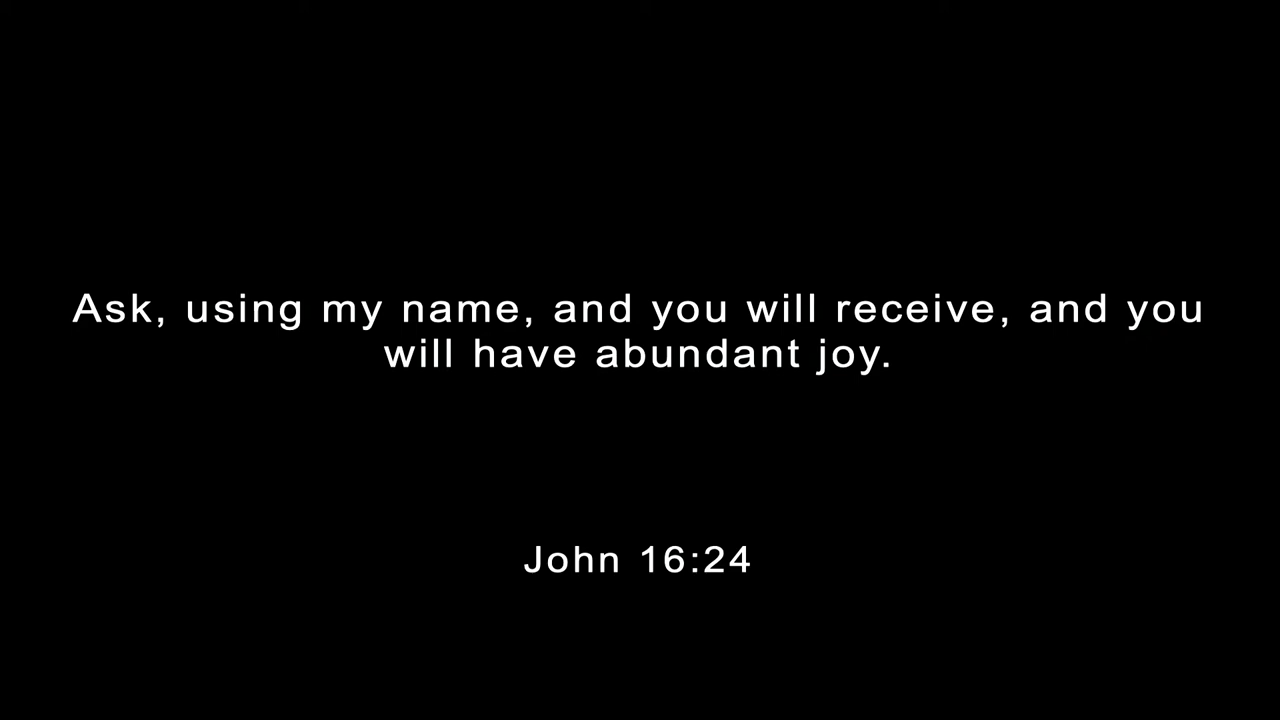 Ask, using my name, and you will receive, and you
will have abundant joy.
John 16:24